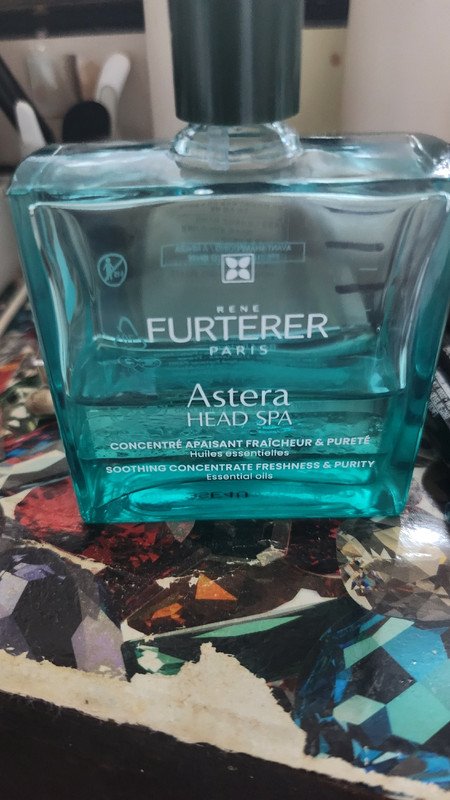 RENE
FURTERER
PARIS
Astera
HEAD SPA
CONCENTRÉ APAISANT FRAÎCHEUR & PURETÉ
Huiles essentielles
SOOTHING CONCENTRATE FRESHNESS & PURITY
Essential oils